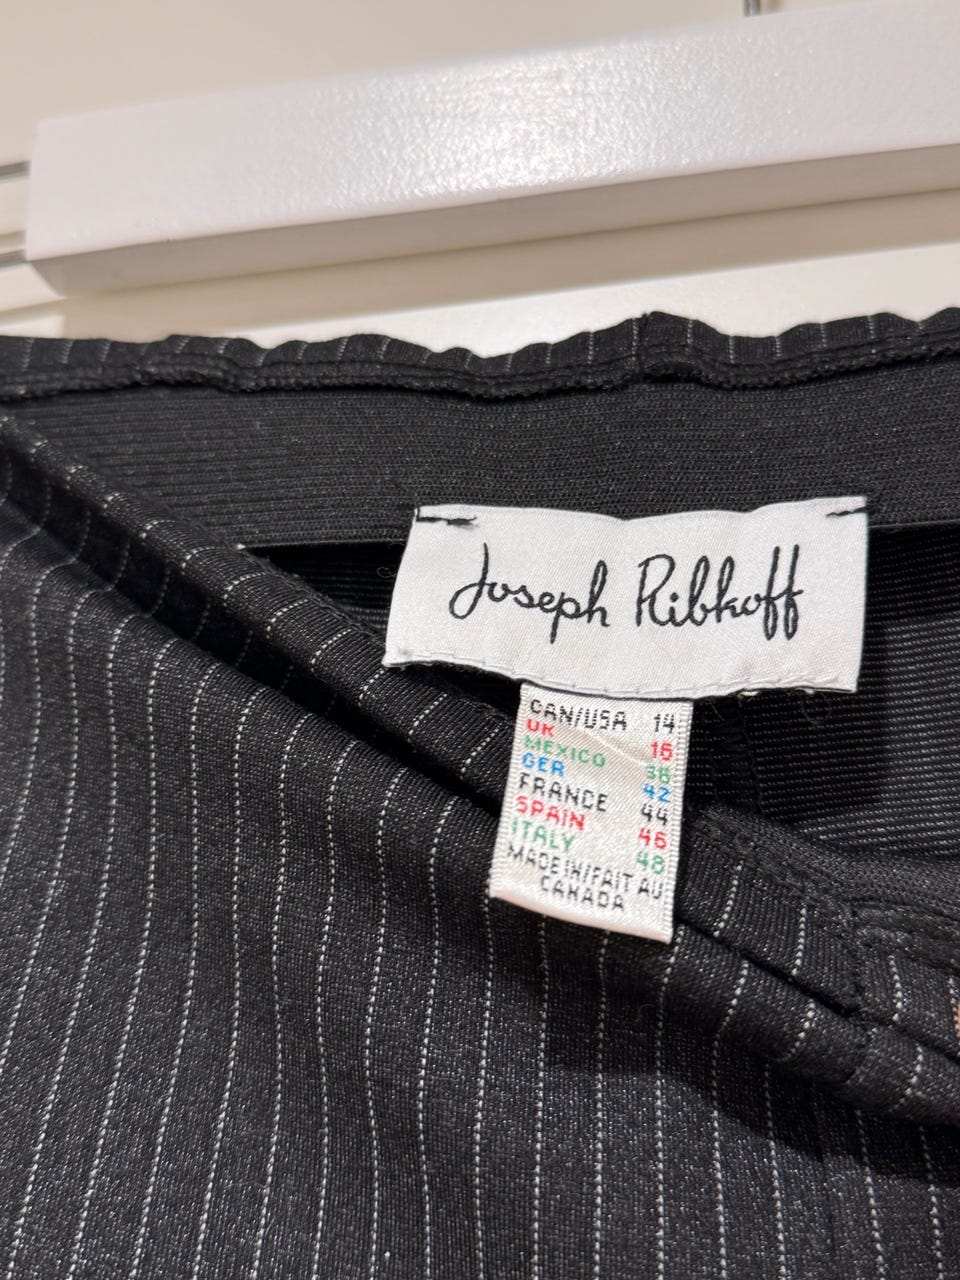 Joseph Ribkoff
CAN/USA 14
UK 16
MEXICO 38
GER 42
FRANCE 44
SPAIN 46
ITALY 48
MADE IN/FAIT AU
CANADA